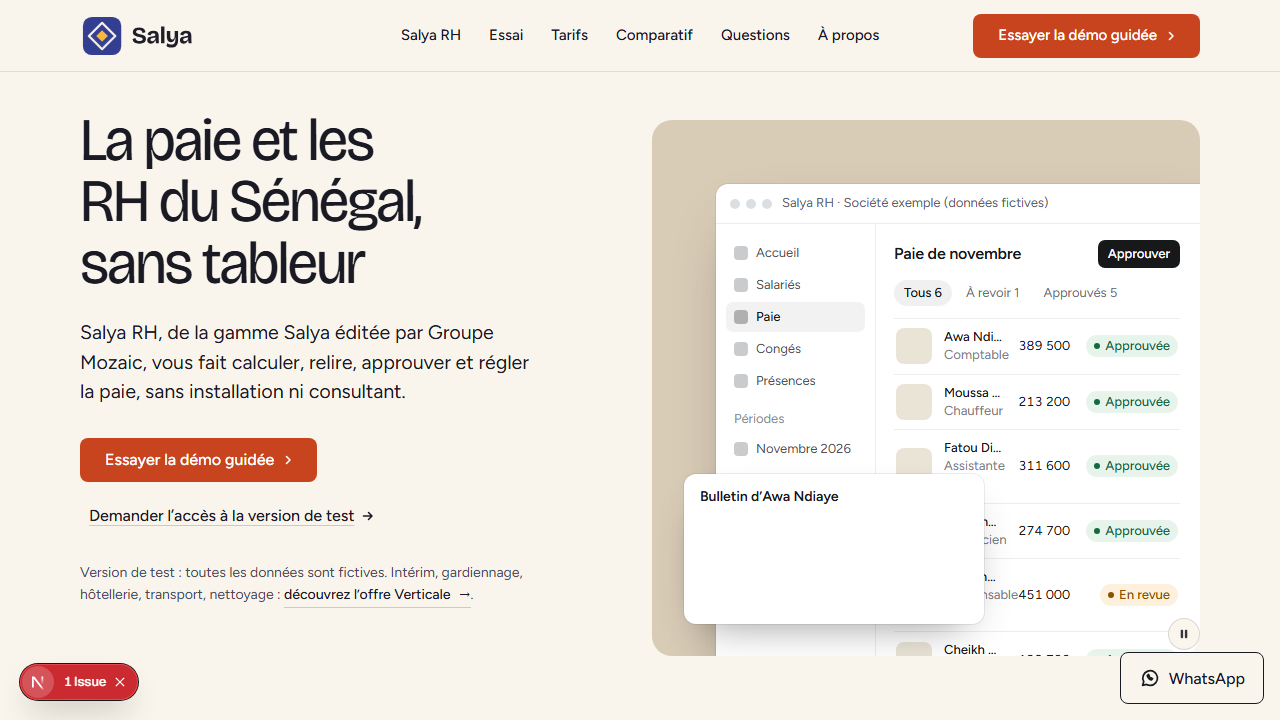 Salya
Salya RH
Essai
Tarifs
Comparatif
Questions
À propos
Essayer la démo guidée
La paie et les
RH du Sénégal,
sans tableur
Salya RH, de la gamme Salya éditée par Groupe
Mozaic, vous fait calculer, relire, approuver et régler
la paie, sans installation ni consultant.
Essayer la démo guidée
Demander l’accès à la version de test →
Version de test : toutes les données sont fictives. Intérim, gardiennage,
hôtellerie, transport, nettoyage : découvrez l’offre Verticale →.
Salya RH · Société exemple (données fictives)
Accueil
Salariés
Paie
Congés
Présences
Périodes
Novembre 2026
Paie de novembre
Approuver
Tous 6
À revoir 1
Approuvés 5
Awa Ndi...
Comptable
389 500
Approuvée
Moussa ...
Chauffeur
213 200
Approuvée
Fatou Di...
Assistante
311 600
Approuvée
274 700
Approuvée
451 000
En revue
Cheikh ...
Bulletin d’Awa Ndiaye
N
1 Issue
WhatsApp